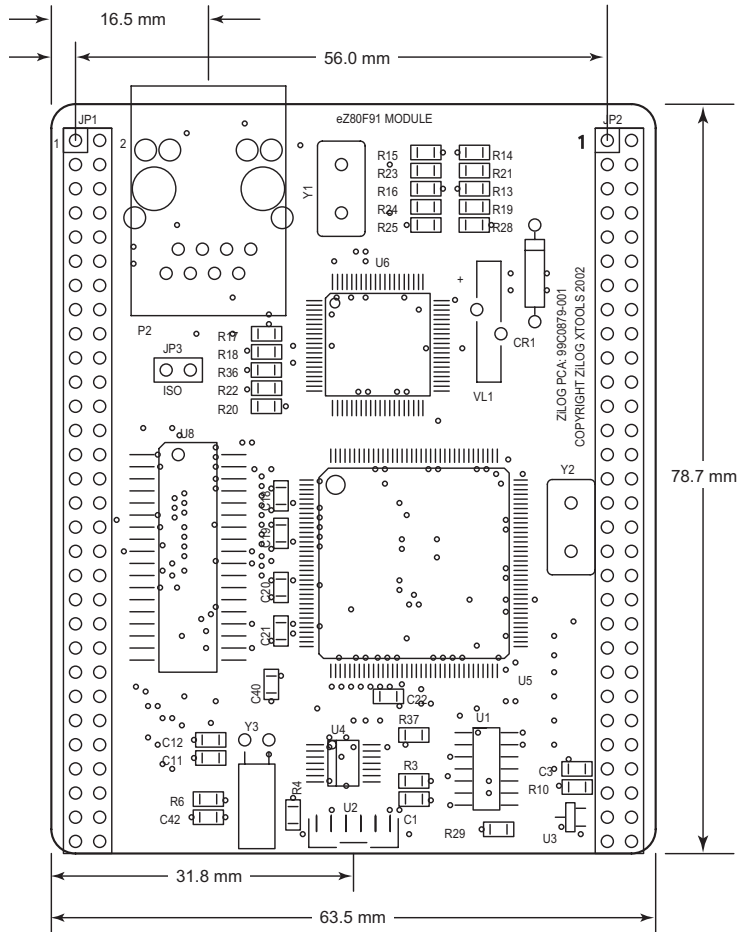 16.5 mm
56.0 mm
eZ80F91 MODULE
JP1
JP2
1
2
1
R15
R14
R23
R21
Y1
R16
R13
R24
R19
R25
R28
U6
+
P2
CR1
R17
JP3
R18
R36
ISO
R22
VL1
R20
ZiLOG PCA: 99C0879-001
COPYRIGHT ZILOG XTOOLS 2002
U8
Y2
78.7 mm
C18
C19
C20
C21
C40
U5
C22
Y3
U4
R37
U1
C12
C11
R3
C3
R10
R4
R6
C42
U2
C1
R29
U3
31.8 mm
63.5 mm